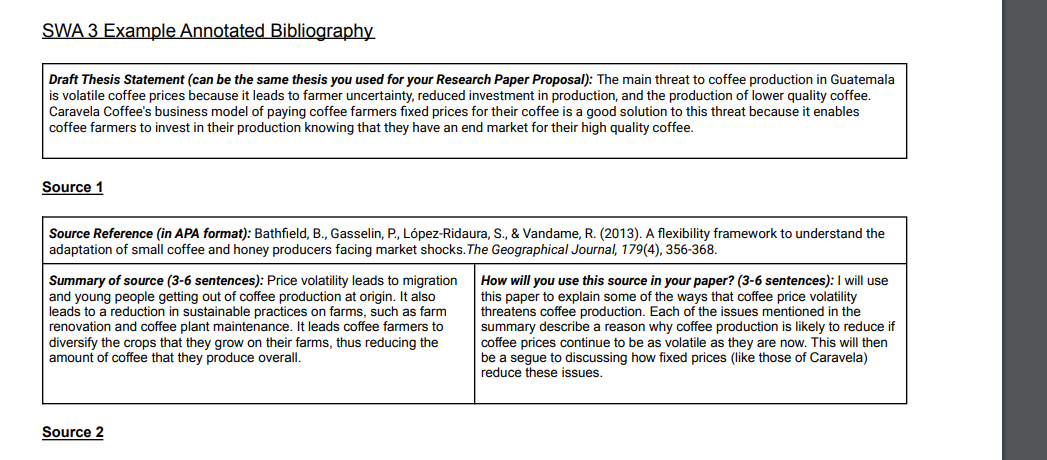 SWA 3 Example Annotated Bibliography
Draft Thesis Statement (can be the same thesis you used for your Research Paper Proposal): The main threat to coffee production in Guatemala
is volatile coffee prices because it leads to farmer uncertainty, reduced investment in production, and the production of lower quality coffee.
Caravela Coffee's business model of paying coffee farmers fixed prices for their coffee is a good solution to this threat because it enables
coffee farmers to invest in their production knowing that they have an end market for their high quality coffee.
Source 1
Source Reference (in APA format): Bathfield, B., Gasselin, P., López-Ridaura, S., & Vandame, R. (2013). A flexibility framework to understand the
adaptation of small coffee and honey producers facing market shocks.The Geographical Journal, 179(4), 356-368.
Summary of source (3-6 sentences): Price volatility leads to migration
and young people getting out of coffee production at origin. It also
leads to a reduction in sustainable practices on farms, such as farm
renovation and coffee plant maintenance. It leads coffee farmers to
diversify the crops that they grow on their farms, thus reducing the
amount of coffee that they produce overall.
How will you use this source in your paper? (3-6 sentences): I will use
this paper to explain some of the ways that coffee price volatility
threatens coffee production. Each of the issues mentioned in the
summary describe a reason why coffee production is likely to reduce if
coffee prices continue to be as volatile as they are now. This will then
be a segue to discussing how fixed prices (like those of Caravela)
reduce these issues.
Source 2